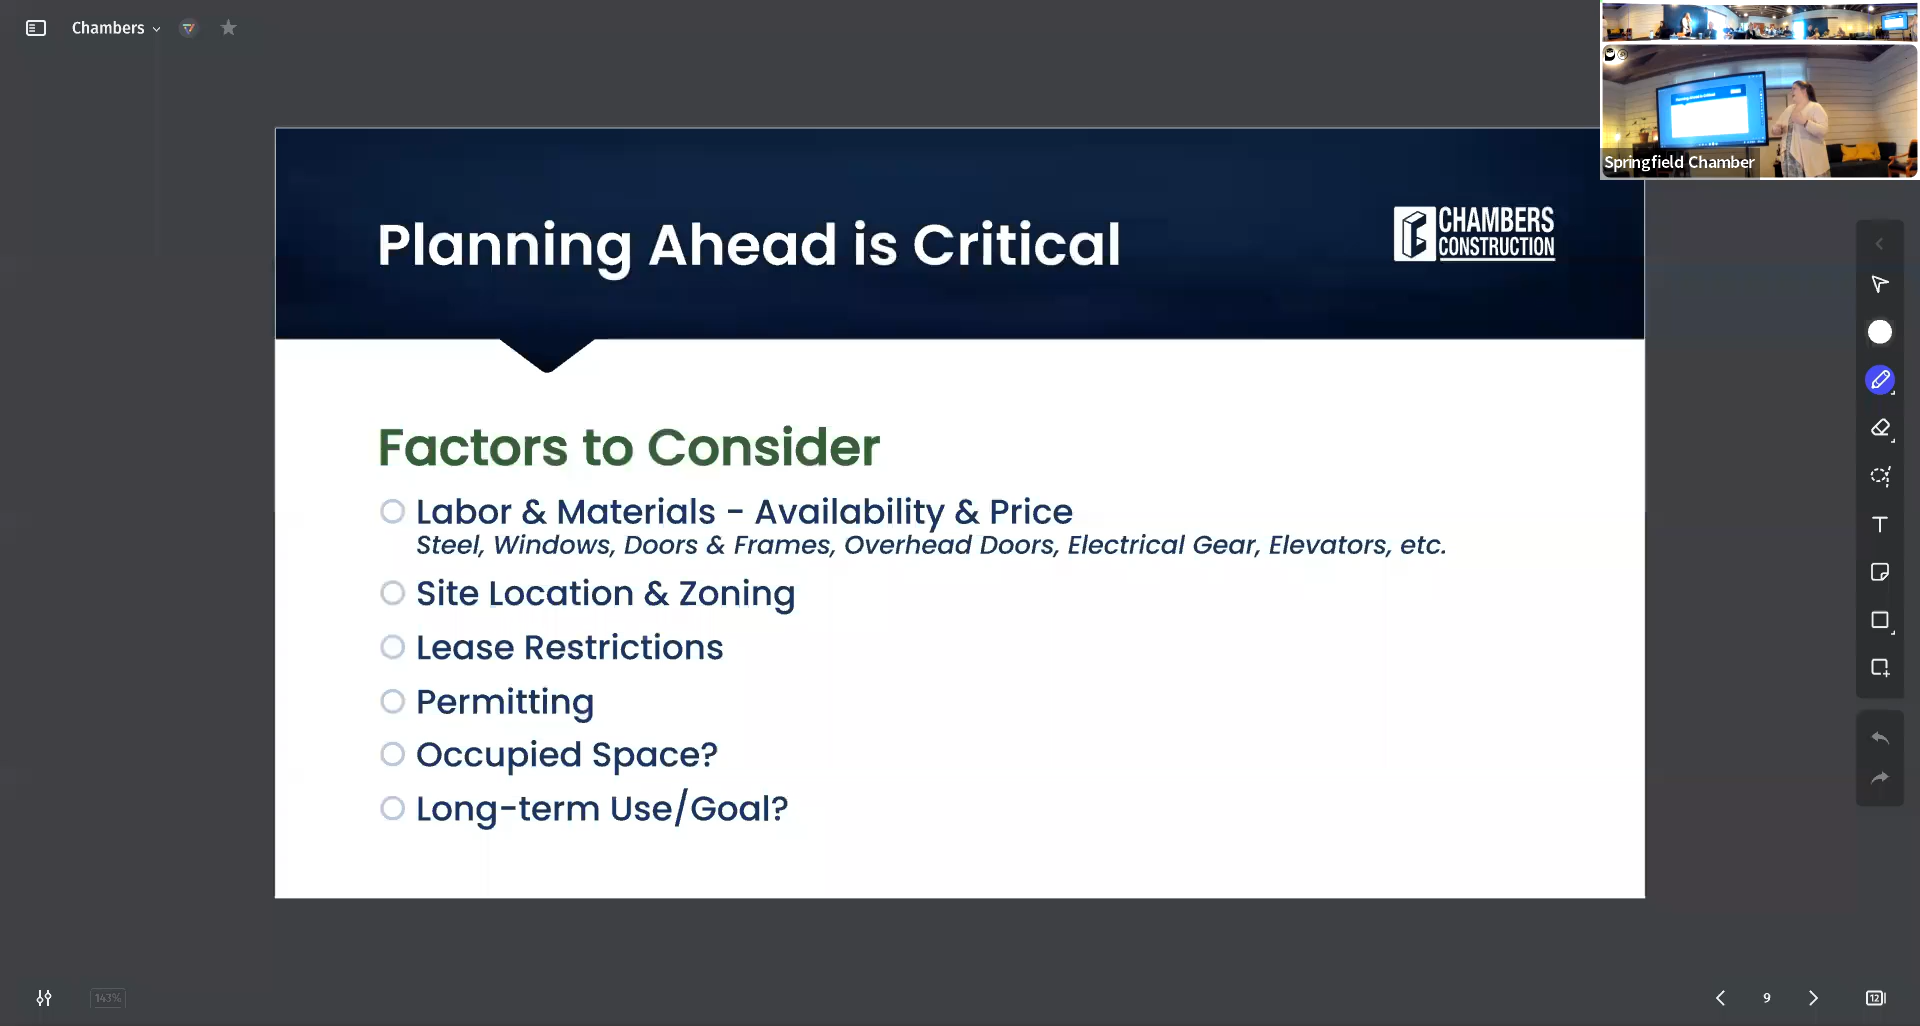 Chambers
Springfield Chamber
Planning Ahead is Critical
CHAMBERS
CONSTRUCTION
Factors to Consider
Labor & Materials - Availability & Price
Steel, Windows, Doors & Frames, Overhead Doors, Electrical Gear, Elevators, etc.
Site Location & Zoning
Lease Restrictions
Permitting
Occupied Space?
Long-term Use/Goal?
143%
9
12